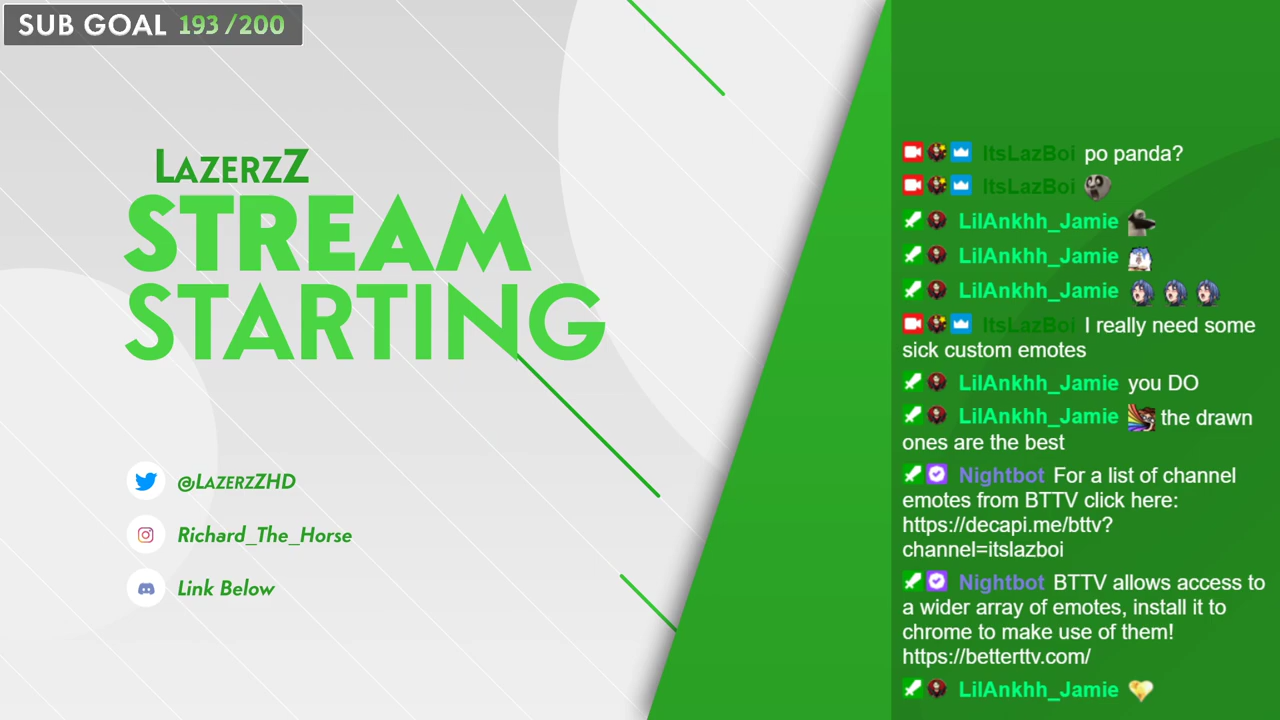 SUB GOAL 193 /200
LAZERZZ
STREAM
STARTING
@LAZERZZHD
Richard_The_Horse
Link Below
ItsLazBoi po panda?
ItsLazBoi
LilAnkhh_Jamie
LilAnkhh_Jamie
LilAnkhh_Jamie
ItsLazBoi I really need some
sick custom emotes
LilAnkhh_Jamie you DO
LilAnkhh_Jamie the drawn
ones are the best
Nightbot For a list of channel
emotes from BTTV click here:
https://decapi.me/bttv?
channel=itslazboi
Nightbot BTTV allows access to
a wider array of emotes, install it to
chrome to make use of them!
https://betterttv.com/
LilAnkhh_Jamie